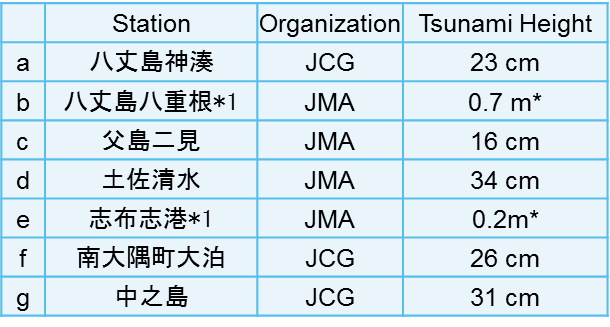 Station Organization Tsunami Height
a 八丈島神湊 JCG 23 cm
b 八丈島八重根*1 JMA 0.7 m*
c 父島二見 JMA 16 cm
d 土佐清水 JMA 34 cm
e 志布志港*1 JMA 0.2m*
f 南大隅町大泊 JCG 26 cm
g 中之島 JCG 31 cm